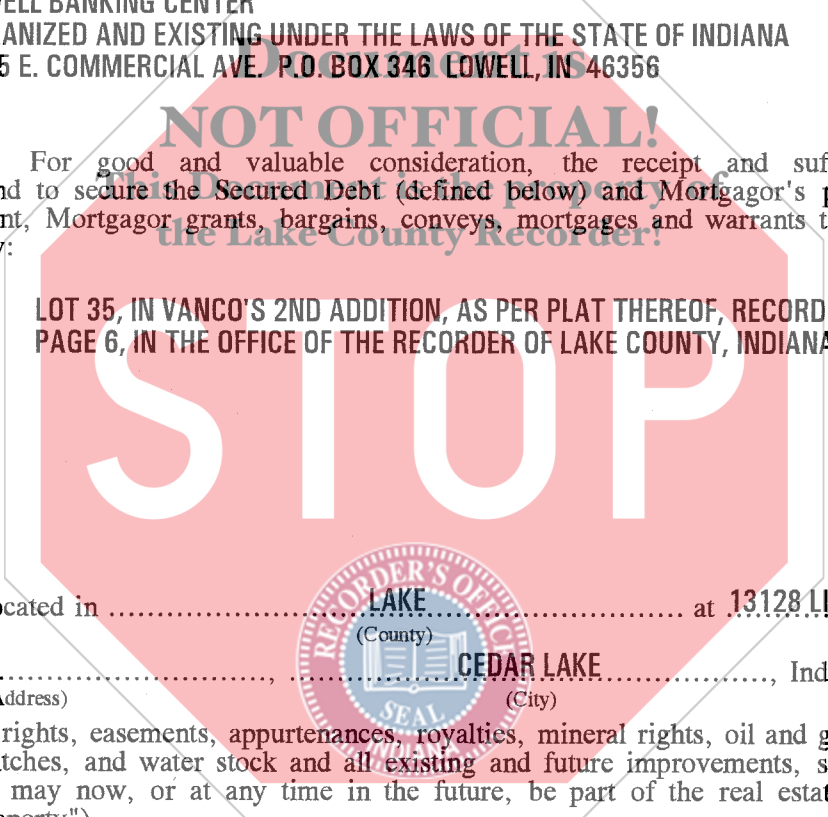 ELL BANKING CENTER
ANIZED AND EXISTING UNDER THE LAWS OF THE STATE OF INDIANA
5 E. COMMERCIAL AVE. P.O. BOX 346 LOWELL, IN 46356
Document is
NOT OFFICIAL!
This Document is the property of
the Lake County Recorder!
For good and valuable consideration, the receipt and suf
nd to secure the Secured Debt (defined below) and Mortgagor's p
nt, Mortgagor grants, bargains, conveys, mortgages and warrants t
y:
LOT 35, IN VANCO'S 2ND ADDITION, AS PER PLAT THEREOF, RECORD
PAGE 6, IN THE OFFICE OF THE RECORDER OF LAKE COUNTY, INDIANA
STOP
RECORDER'S OFFICE
SEAL
INDIANA
cated in .................................... LAKE ................................... at 13128 LI
(County)
......................................, ......................... CEDAR LAKE ........................., Ind
Address) (City)
rights, easements, appurtenances, royalties, mineral rights, oil and g
tches, and water stock and all existing and future improvements, s
may now, or at any time in the future, be part of the real estat
perty")